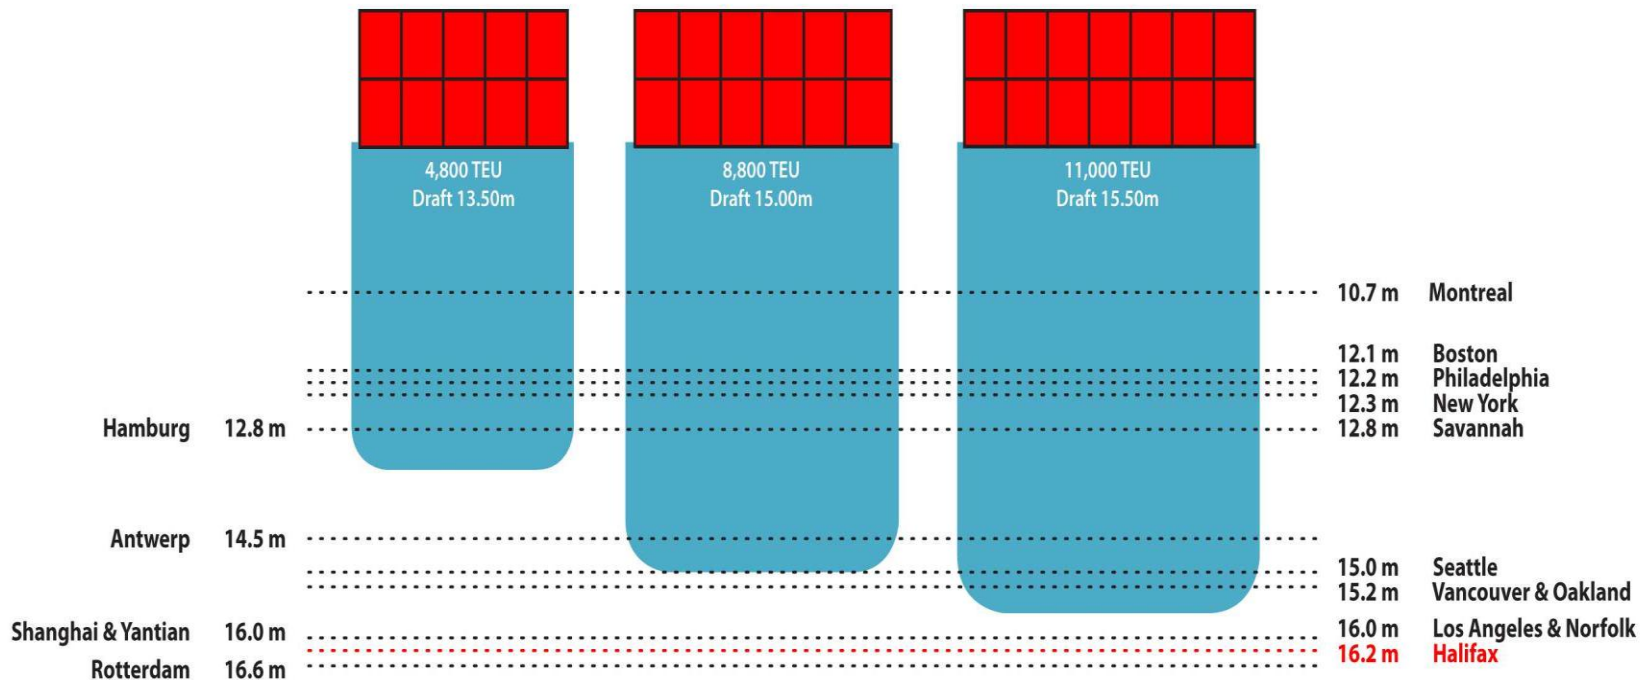 4,800 TEU
Draft 13.50m
8,800 TEU
Draft 15.00m
11,000 TEU
Draft 15.50m
10.7 m Montreal
12.1 m Boston
12.2 m Philadelphia
12.3 m New York
Hamburg 12.8 m
12.8 m Savannah
Antwerp 14.5 m
15.0 m Seattle
15.2 m Vancouver & Oakland
Shanghai & Yantian 16.0 m
16.0 m Los Angeles & Norfolk
16.2 m Halifax
Rotterdam 16.6 m